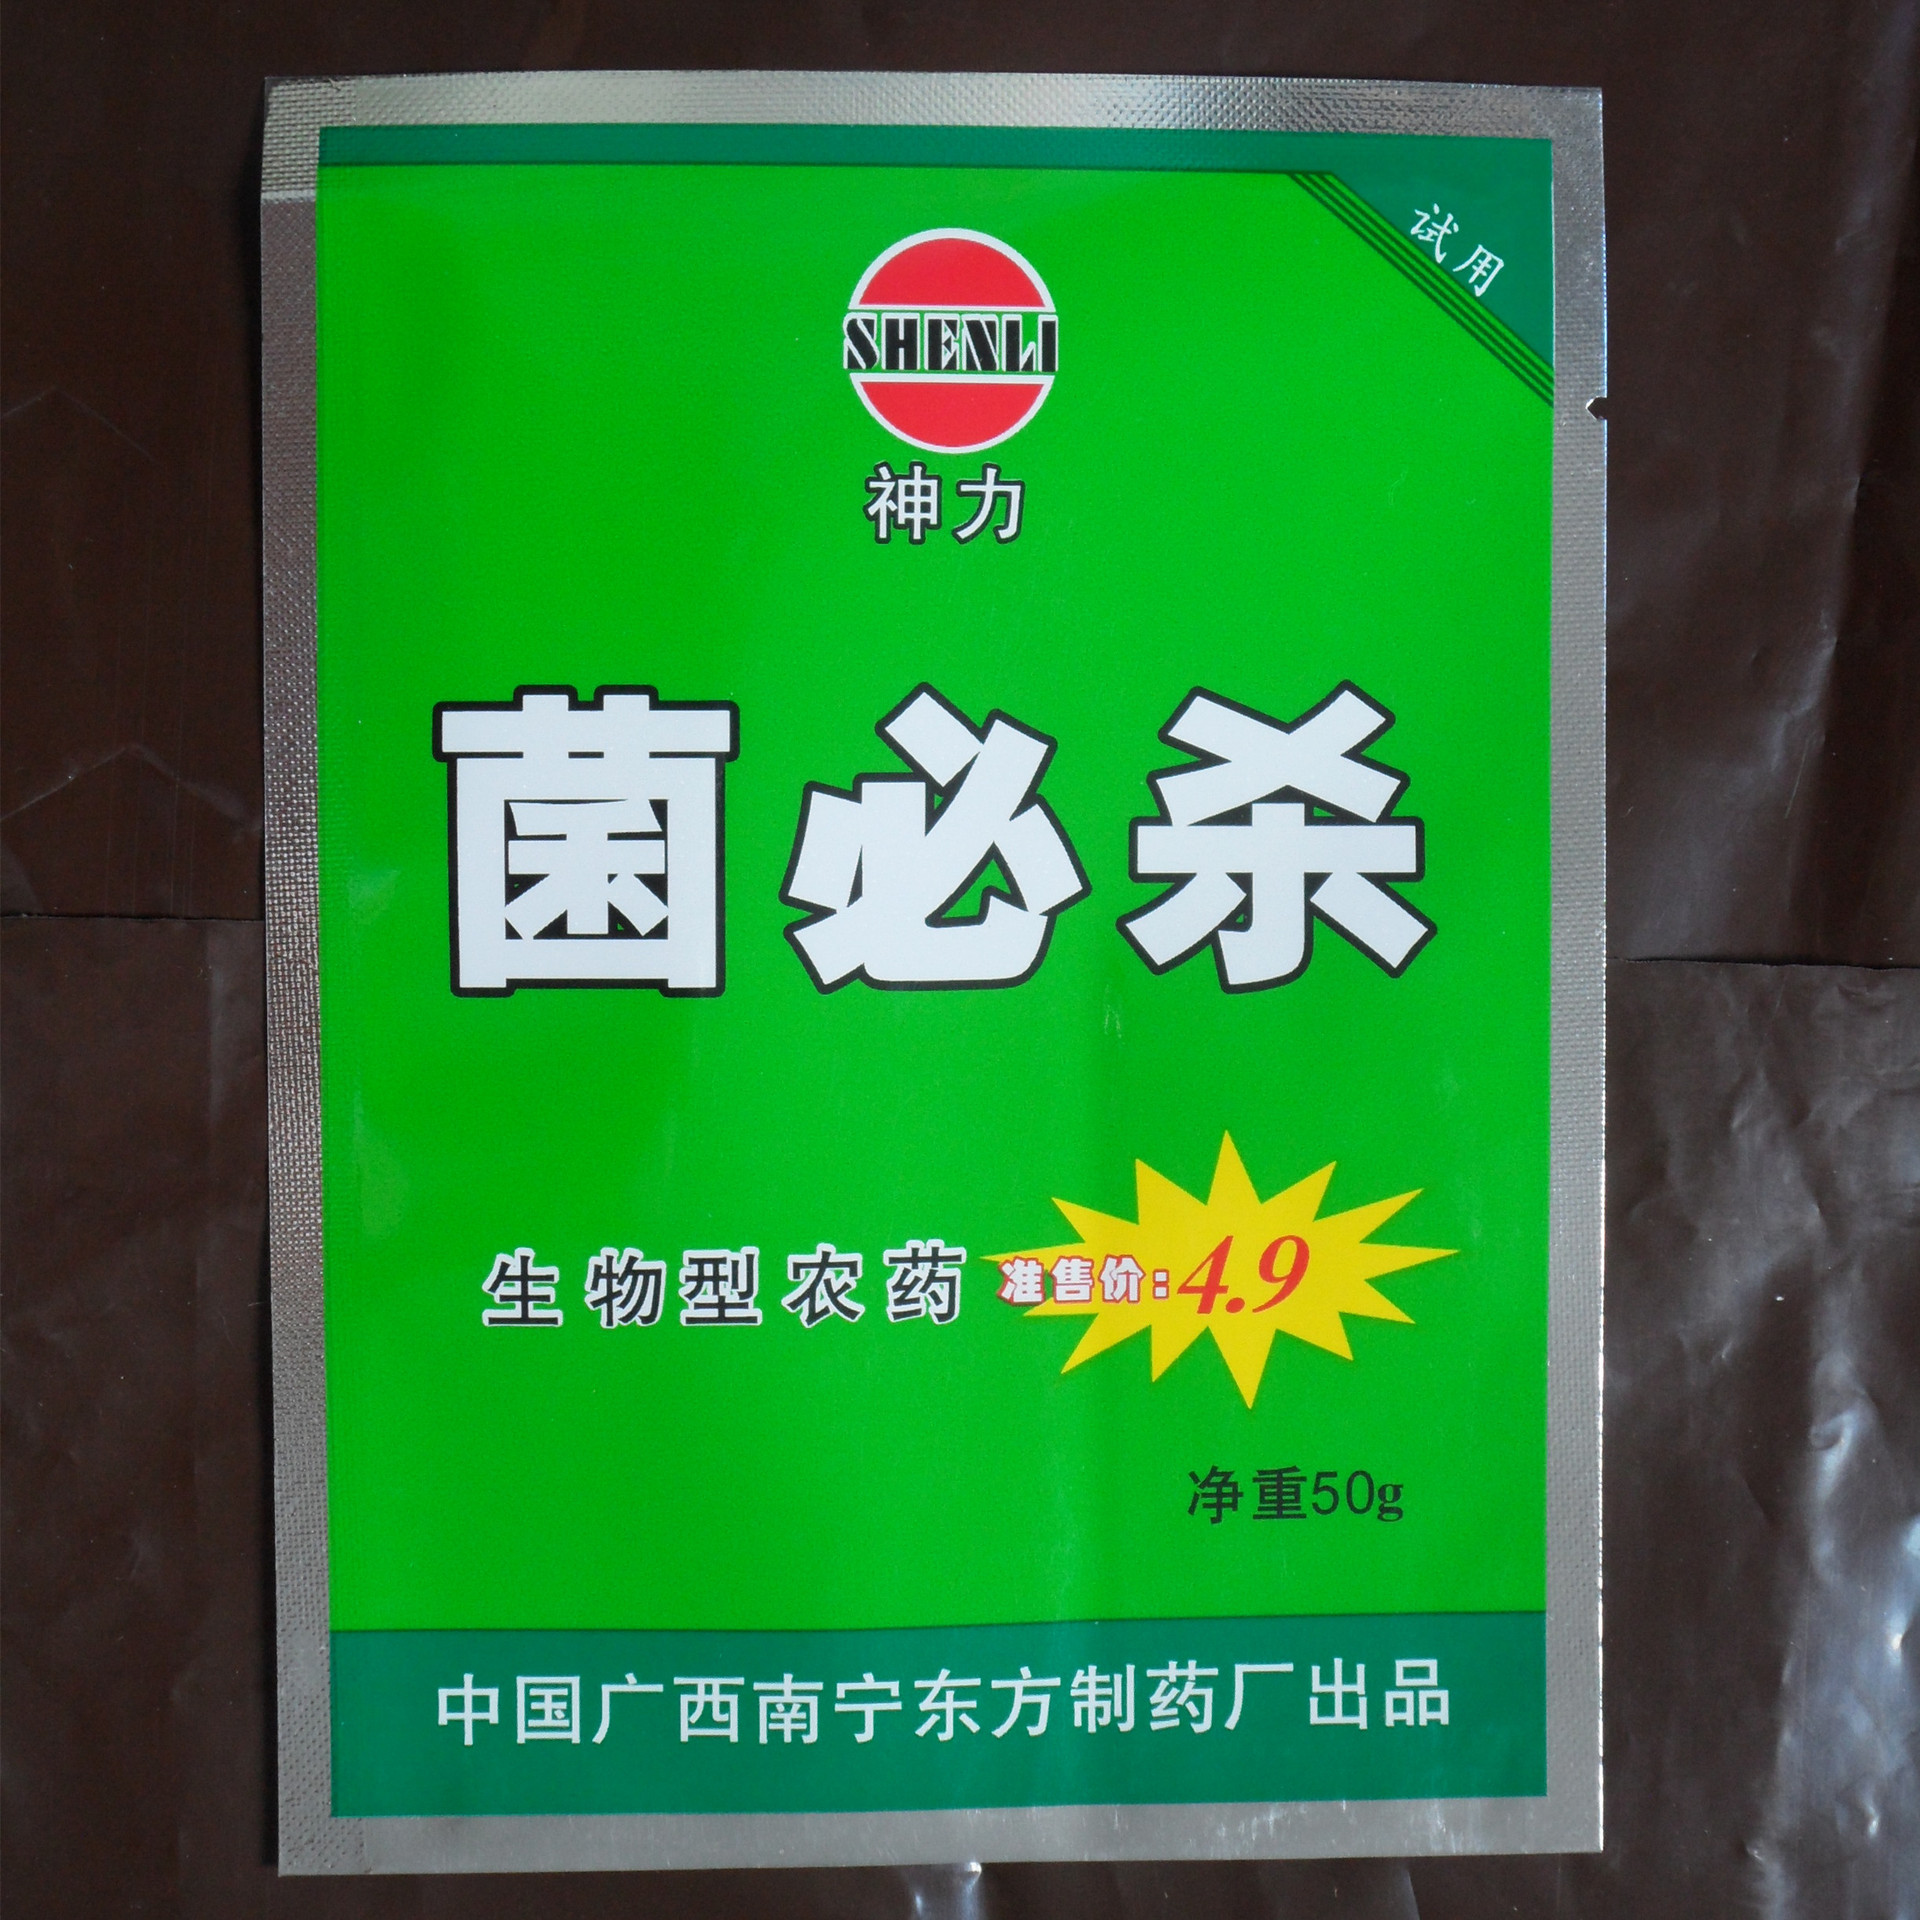 试用
SHENLI
神力
菌必杀
生物型农药 准售价:4.9
净重50g
中国广西南宁东方制药厂出品